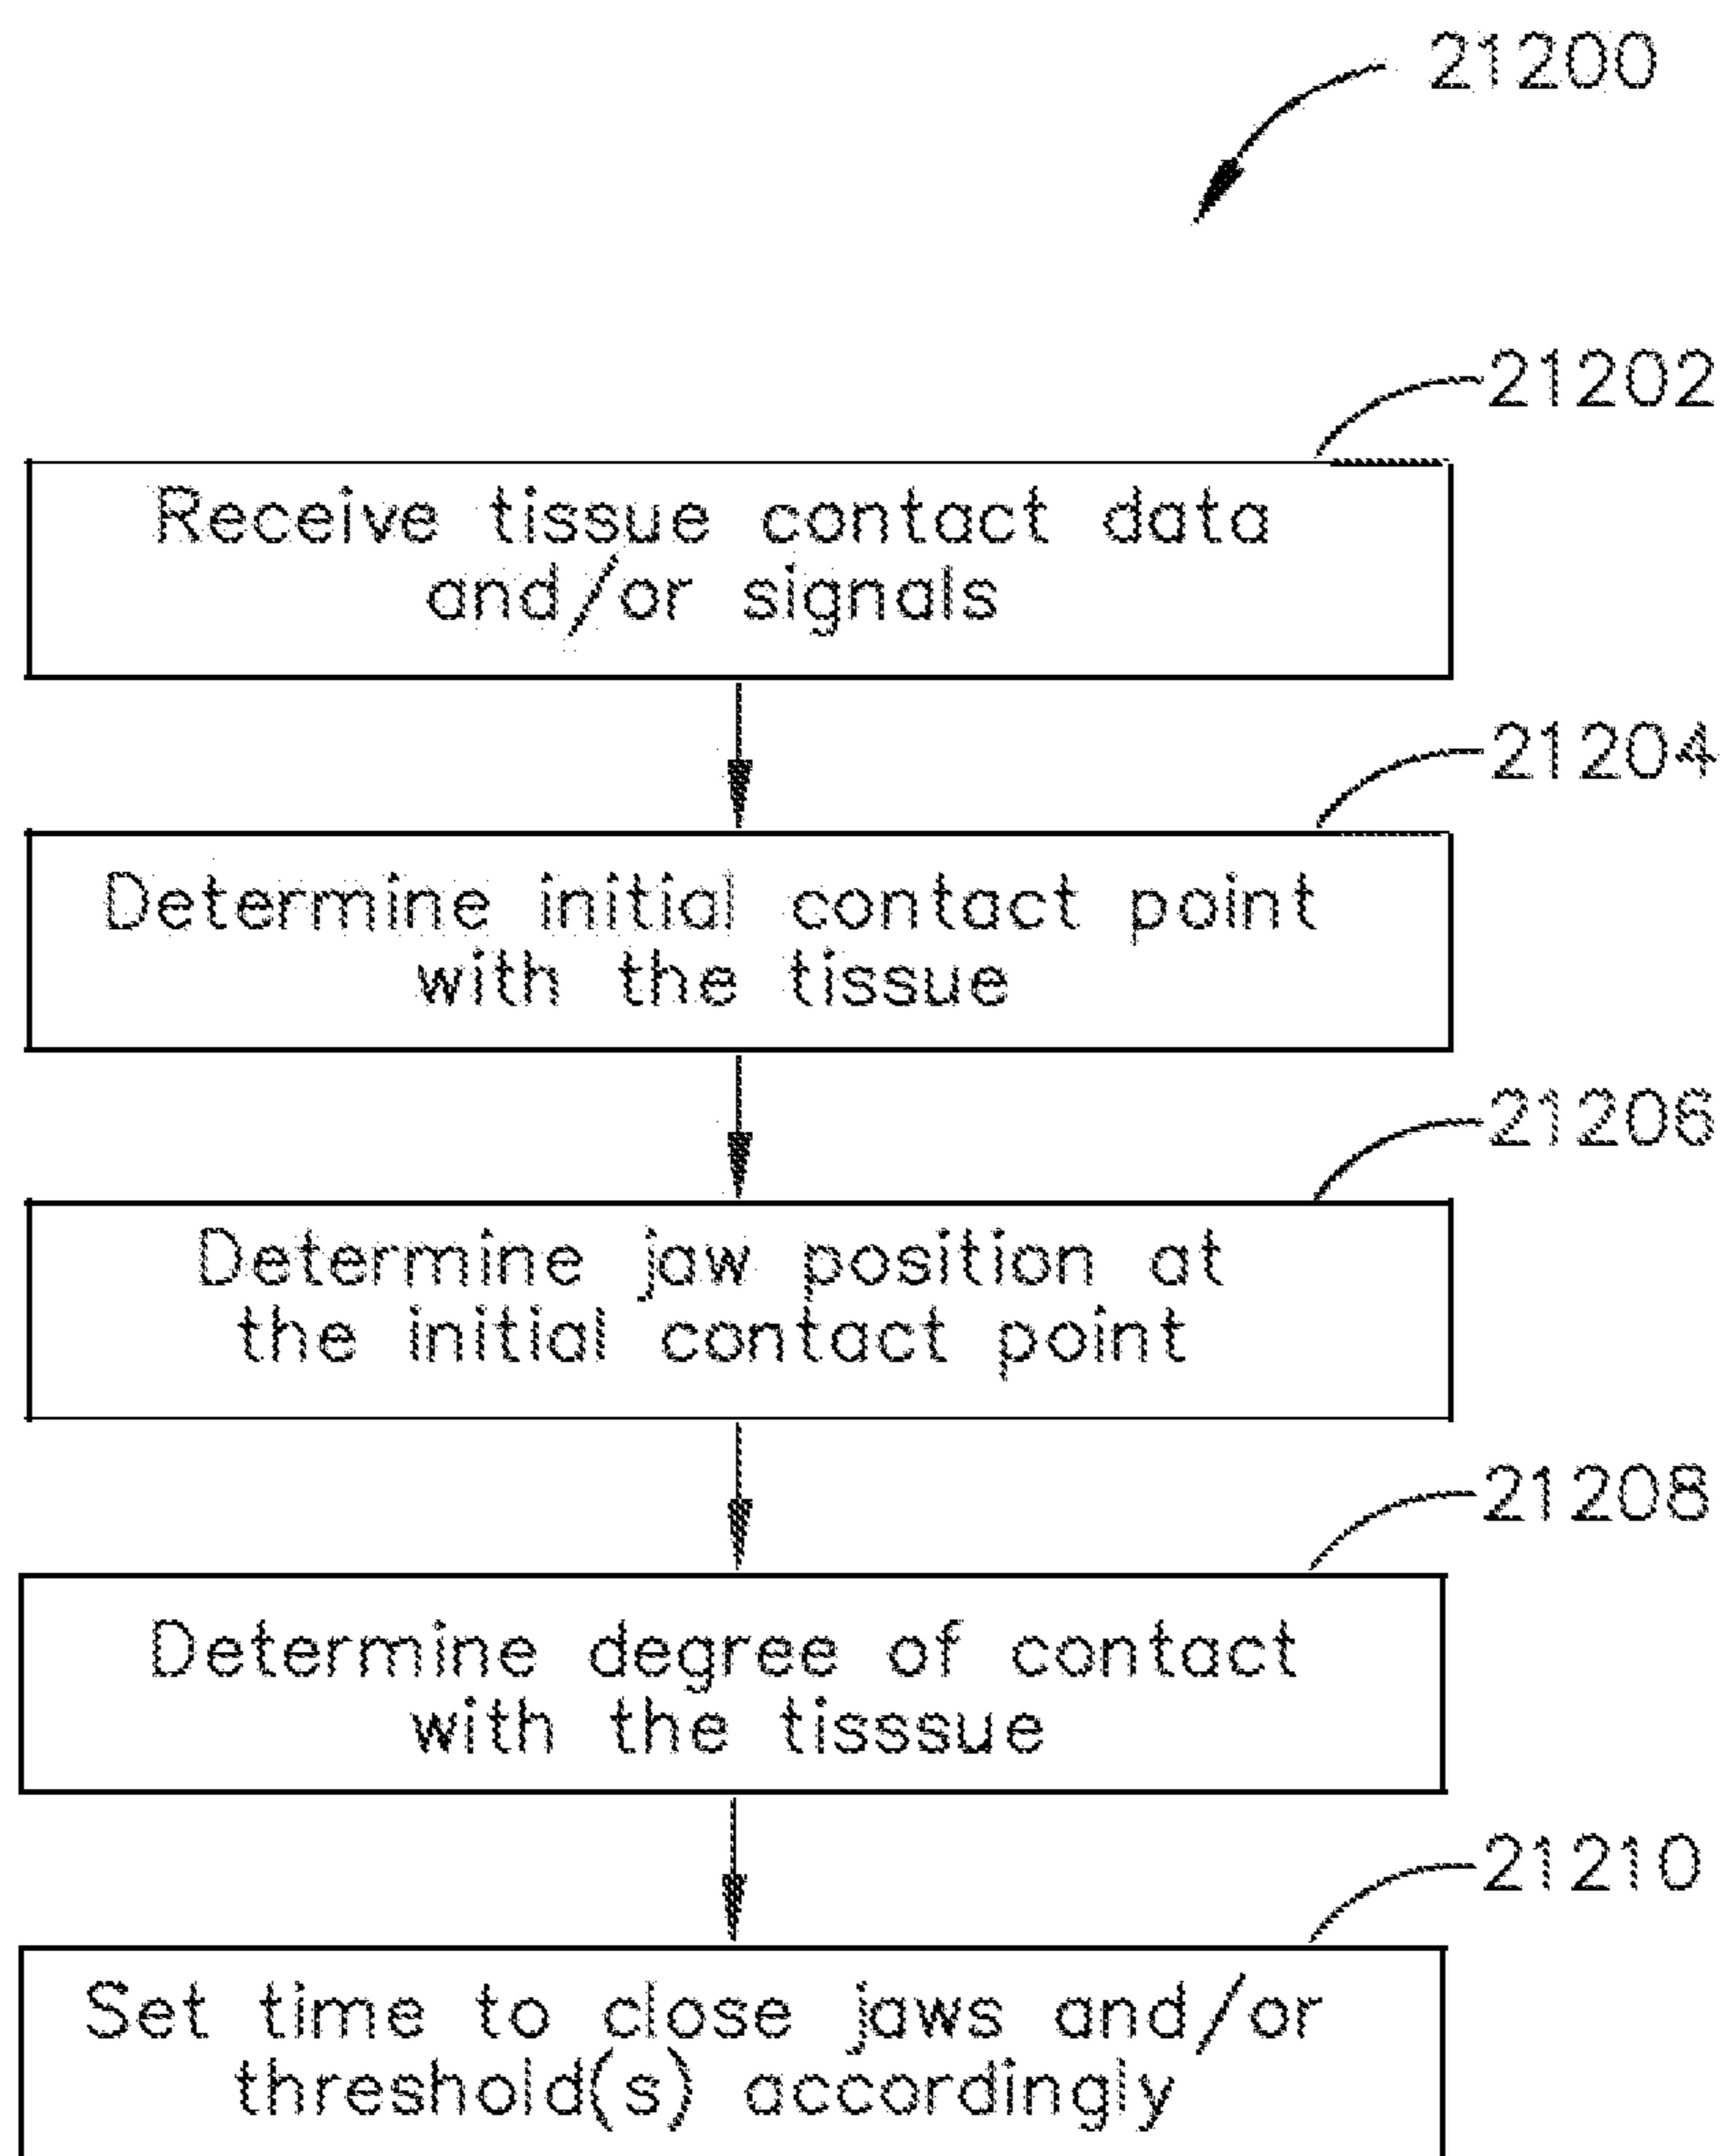 21200
21202
Receive tissue contact data
and/or signals
21204
Determine initial contact point
with the tissue
21206
Determine jaw position at
the initial contact point
21208
Determine degree of contact
with the tisssue
21210
Set time to close jaws and/or
threshold(s) accordingly